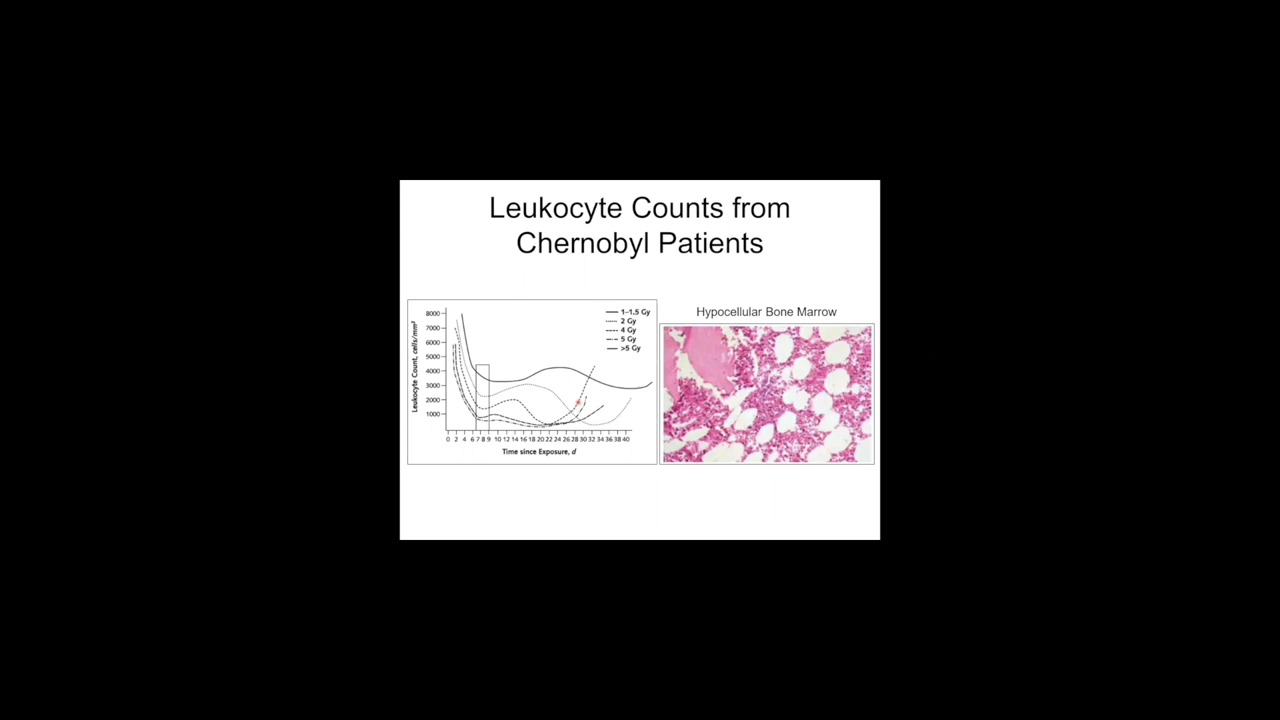 Leukocyte Counts from
Chernobyl Patients
8000
7000
6000
5000
4000
3000
2000
1000
Leukocyte Count, cells/mm³
1–1.5 Gy
2 Gy
4 Gy
5 Gy
>5 Gy
0 2 4 6 7 8 9 10 12 14 16 18 20 22 24 26 28 30 32 34 36 38 40
Time since Exposure, d
Hypocellular Bone Marrow